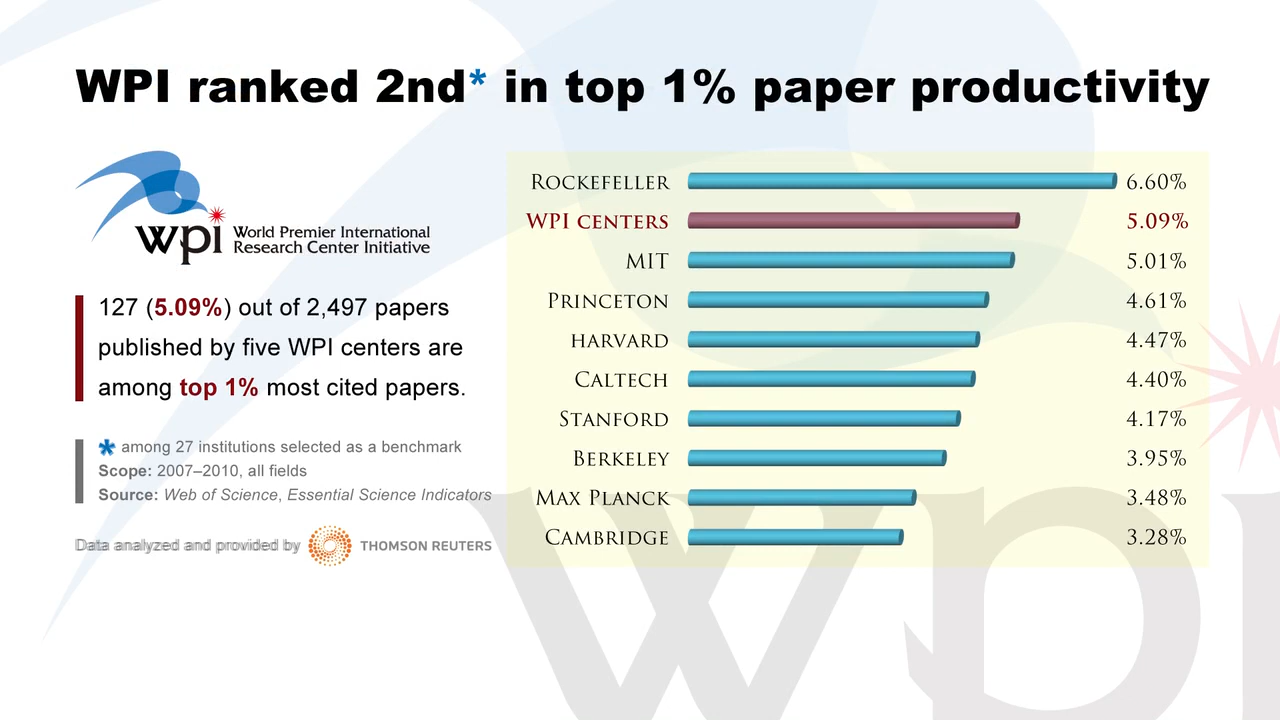 WPI ranked 2nd* in top 1% paper productivity
wpi
World Premier International
Research Center Initiative
127 (5.09%) out of 2,497 papers
published by five WPI centers are
among top 1% most cited papers.
* among 27 institutions selected as a benchmark
Scope: 2007–2010, all fields
Source: Web of Science, Essential Science Indicators
Data analyzed and provided by THOMSON REUTERS
ROCKEFELLER 6.60%
WPI CENTERS 5.09%
MIT 5.01%
PRINCETON 4.61%
HARVARD 4.47%
CALTECH 4.40%
STANFORD 4.17%
BERKELEY 3.95%
MAX PLANCK 3.48%
CAMBRIDGE 3.28%
wpi